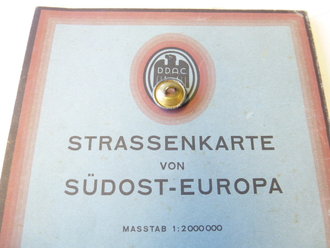 DDAC
STRASSENKARTE
VON
SÜDOST-EUROPA
MASSTAB 1:2000000